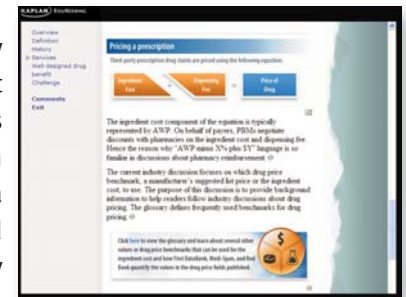 KAPLAN EduNeering
Overview
Definition
History
Services
Well-designed drug
benefit
Challenge
Comments
Exit
Pricing a prescription
Third party prescription drug claims are priced using the following equation:
Ingredient
Cost
+
Dispensing
Fee
=
Price of
Drug
The ingredient cost component of the equation is typically
represented by AWP. On behalf of payers, PBMs negotiate
discounts with pharmacies on the ingredient cost and dispensing fee.
Hence the reason why "AWP minus X% plus $Y" language is so
familiar in discussions about pharmacy reimbursement.
The current industry discussion focuses on which drug price
benchmark, a manufacturer's suggested list price or the ingredient
cost, to use. The purpose of this discussion is to provide background
information to help readers follow industry discussions about drug
pricing. The glossary defines frequently used benchmarks for drug
pricing.
Click here to view the glossary and learn about several other
values or drug price benchmarks that can be used for the
ingredient cost and how First DataBank, Medi-Span, and Red
Book quantify the values in the drug price fields published.
$